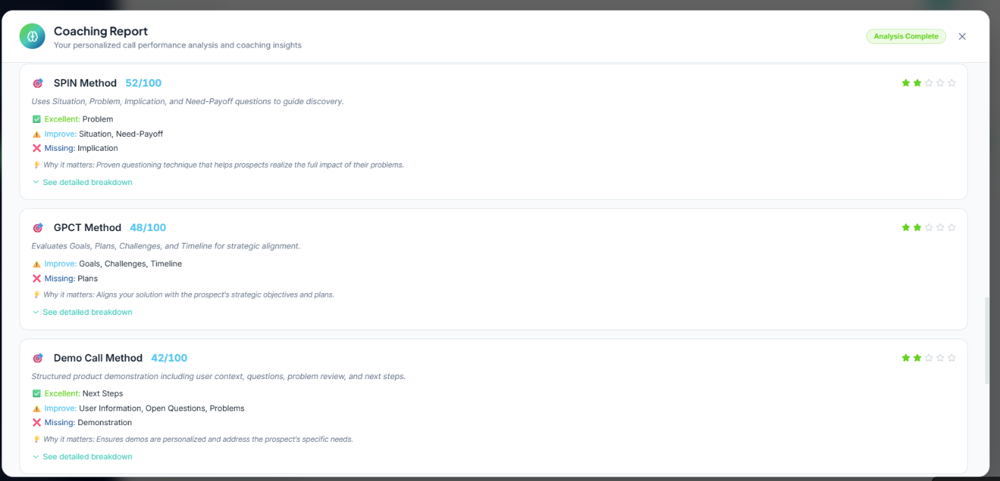 Coaching Report
Your personalized call performance analysis and coaching insights
Analysis Complete
SPIN Method 52/100
Uses Situation, Problem, Implication, and Need-Payoff questions to guide discovery.
Excellent: Problem
Improve: Situation, Need-Payoff
Missing: Implication
Why it matters: Proven questioning technique that helps prospects realize the full impact of their problems.
See detailed breakdown
GPCT Method 48/100
Evaluates Goals, Plans, Challenges, and Timeline for strategic alignment.
Improve: Goals, Challenges, Timeline
Missing: Plans
Why it matters: Aligns your solution with the prospect's strategic objectives and plans.
See detailed breakdown
Demo Call Method 42/100
Structured product demonstration including user context, questions, problem review, and next steps.
Excellent: Next Steps
Improve: User Information, Open Questions, Problems
Missing: Demonstration
Why it matters: Ensures demos are personalized and address the prospect's specific needs.
See detailed breakdown